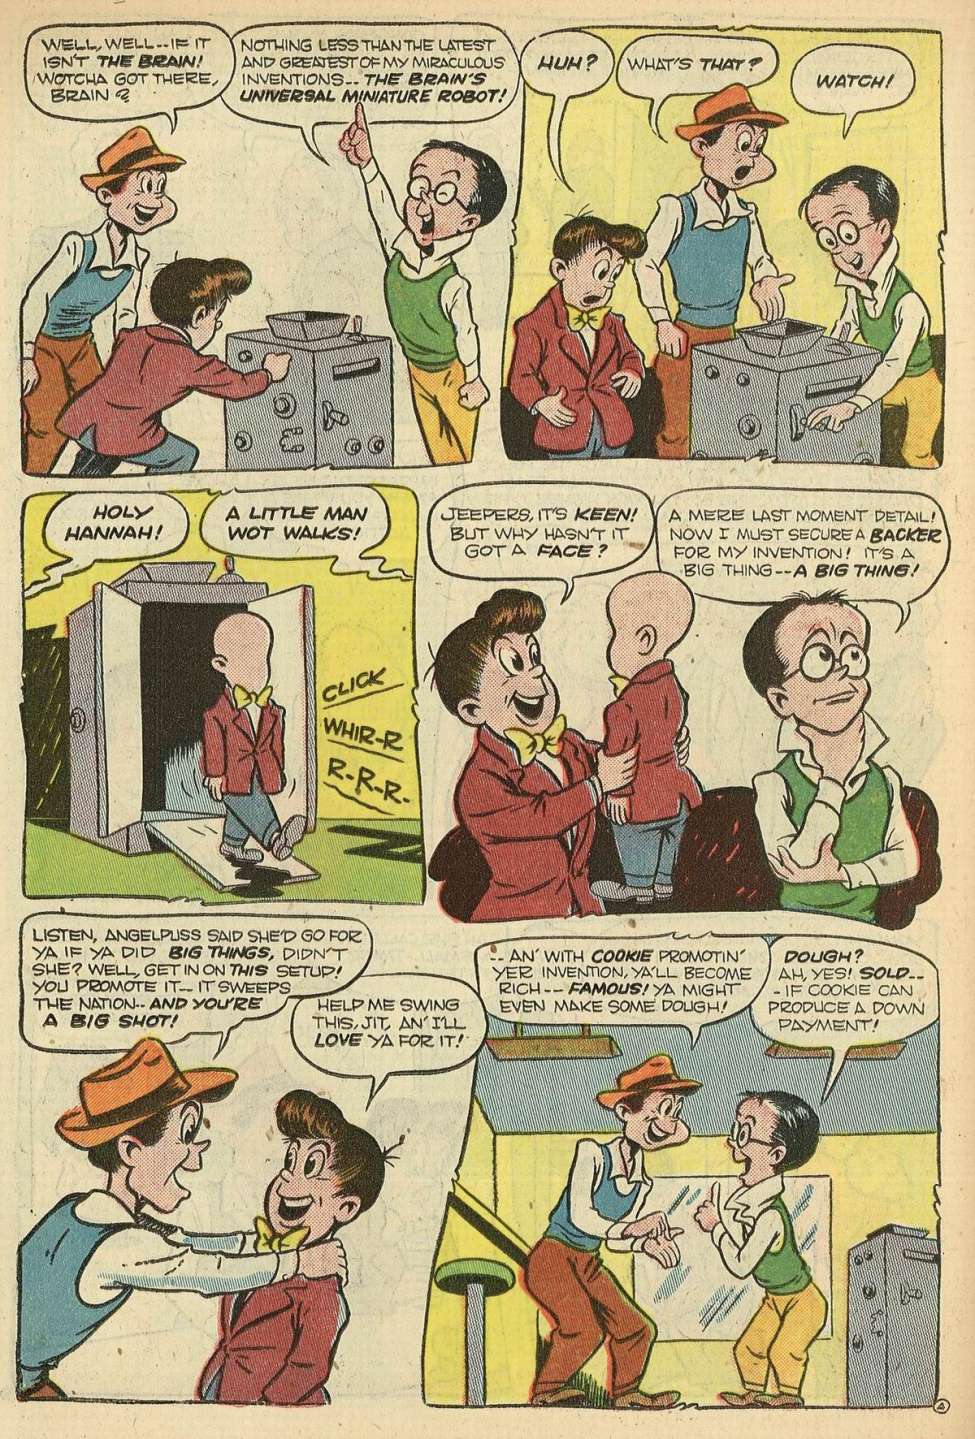 WELL, WELL--IF IT
ISN'T THE BRAIN!
WOTCHA GOT THERE,
BRAIN?
NOTHING LESS THAN THE LATEST
AND GREATEST OF MY MIRACULOUS
INVENTIONS-- THE BRAIN'S
UNIVERSAL MINIATURE ROBOT!
HUH?
WHAT'S THAT?
WATCH!
HOLY
HANNAH!
A LITTLE MAN
WOT WALKS!
CLICK
WHIR-R
R-R-R-
JEEPERS, IT'S KEEN!
BUT WHY HASN'T IT
GOT A FACE?
A MERE LAST MOMENT DETAIL!
NOW I MUST SECURE A BACKER
FOR MY INVENTION! IT'S A
BIG THING--A BIG THING!
LISTEN, ANGELPUSS SAID SHE'D GO FOR
YA IF YA DID BIG THINGS, DIDN'T
SHE? WELL, GET IN ON THIS SETUP!
YOU PROMOTE IT-- IT SWEEPS
THE NATION-- AND YOU'RE
A BIG SHOT!
HELP ME SWING
THIS, JIT, AN' I'LL
LOVE YA FOR IT!
-- AN' WITH COOKIE PROMOTIN'
YER INVENTION, YA'LL BECOME
RICH-- FAMOUS! YA MIGHT
EVEN MAKE SOME DOUGH!
DOUGH?
AH, YES! SOLD--
- IF COOKIE CAN
PRODUCE A DOWN
PAYMENT!
4